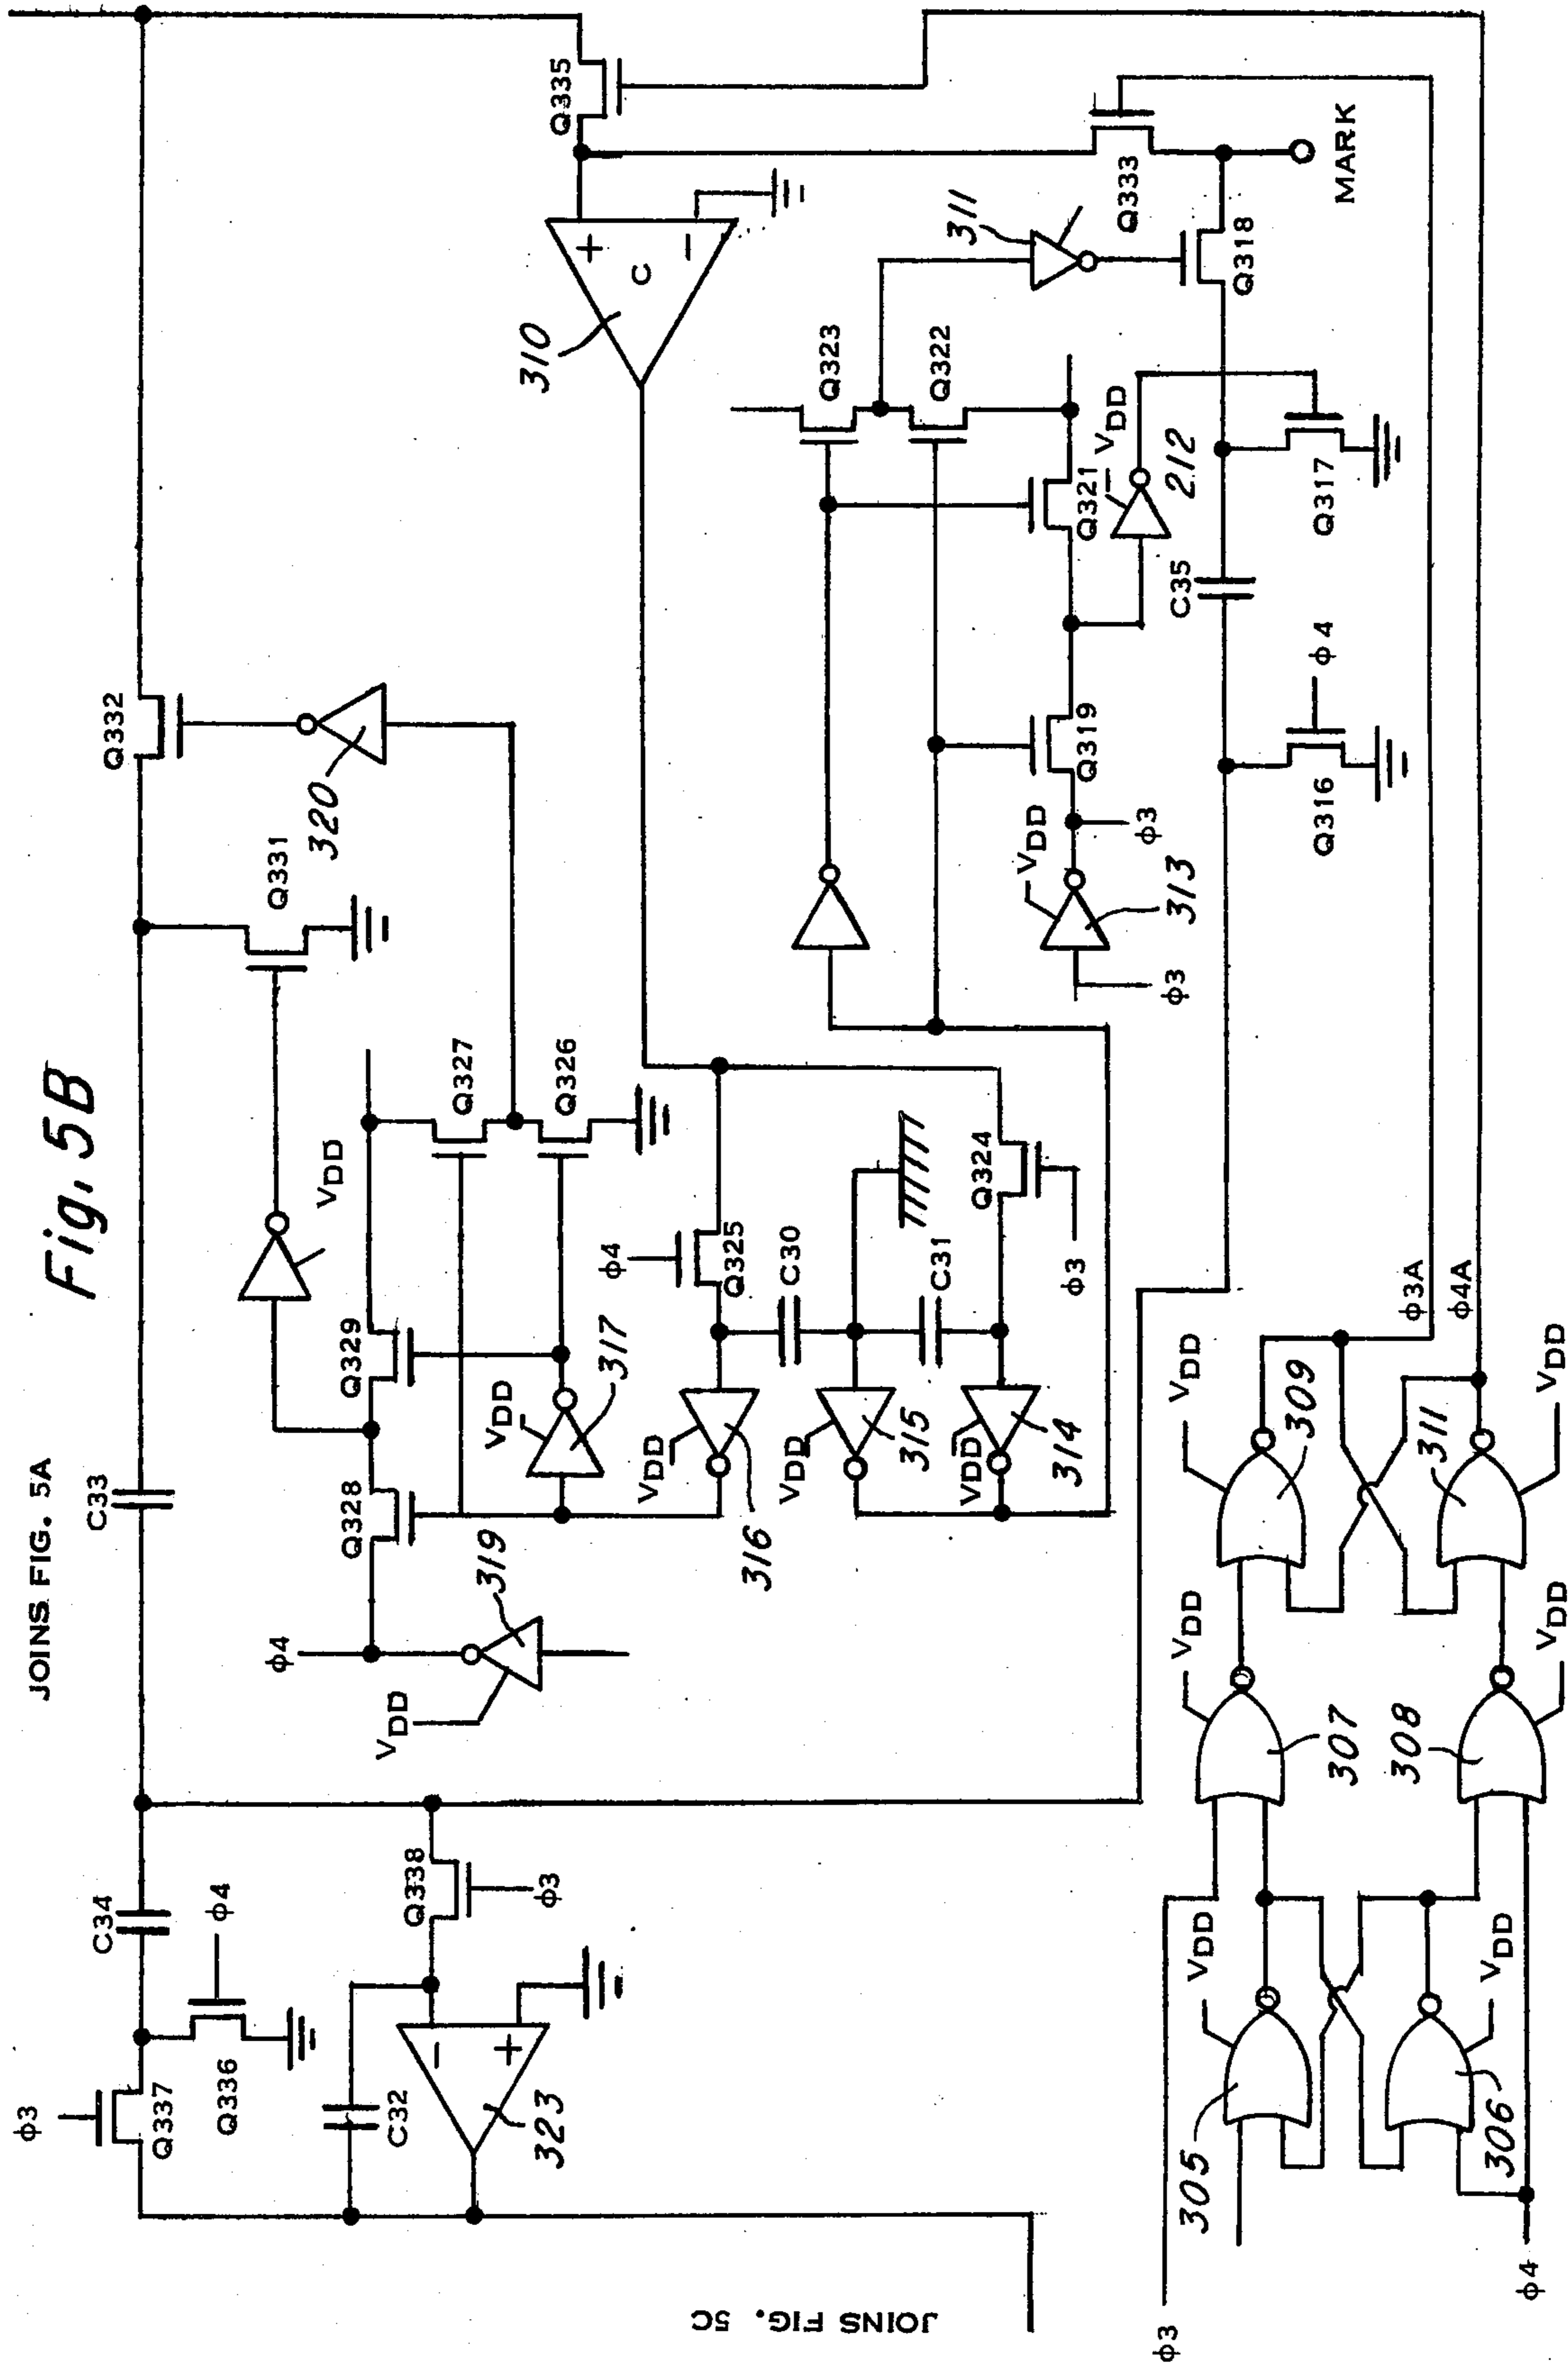 Fig. 5B
JOINS FIG. 5A
JOINS FIG. 5C
Q335
Q332
Q331
320
C33
C34
ϕ3
Q337
ϕ4
Q336
C32
323
Q338
ϕ3
VDD
Q329
Q328
ϕ4
319
VDD
Q327
Q326
317
VDD
ϕ4
Q325
C30
C31
VDD
316
VDD
315
VDD
314
Q324
ϕ3
310
+
C
−
Q323
Q322
311
Q333
MARK
Q318
Q321
VDD
212
Q319
VDD
313
ϕ3
ϕ3
C35
Q317
ϕ4
Q316
ϕ3A
ϕ4A
VDD
309
311
VDD
VDD
307
308
VDD
VDD
305
306
VDD
ϕ3
ϕ4
−
+